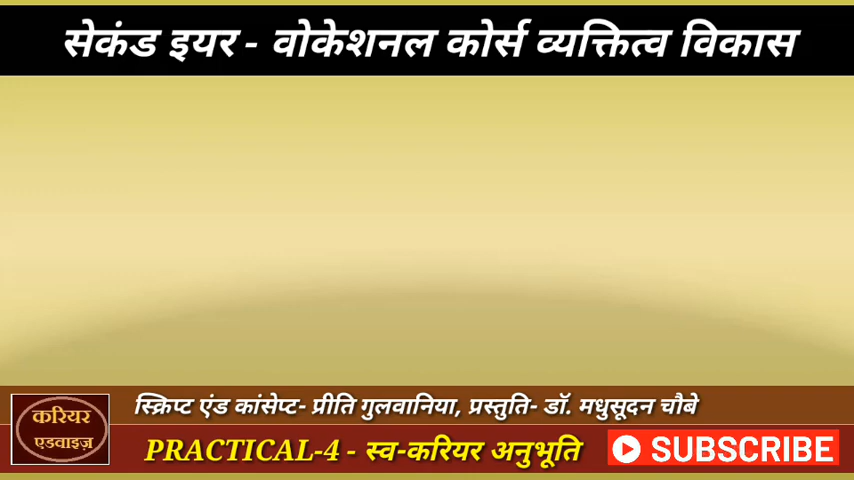 सेकंड इयर - वोकेशनल कोर्स व्यक्तित्व विकास
स्क्रिप्ट एंड कांसेप्ट- प्रीति गुलवानिया, प्रस्तुति- डॉ. मधुसूदन चौबे
करियर
एडवाइज़
PRACTICAL-4 - स्व-करियर अनुभूति
SUBSCRIBE